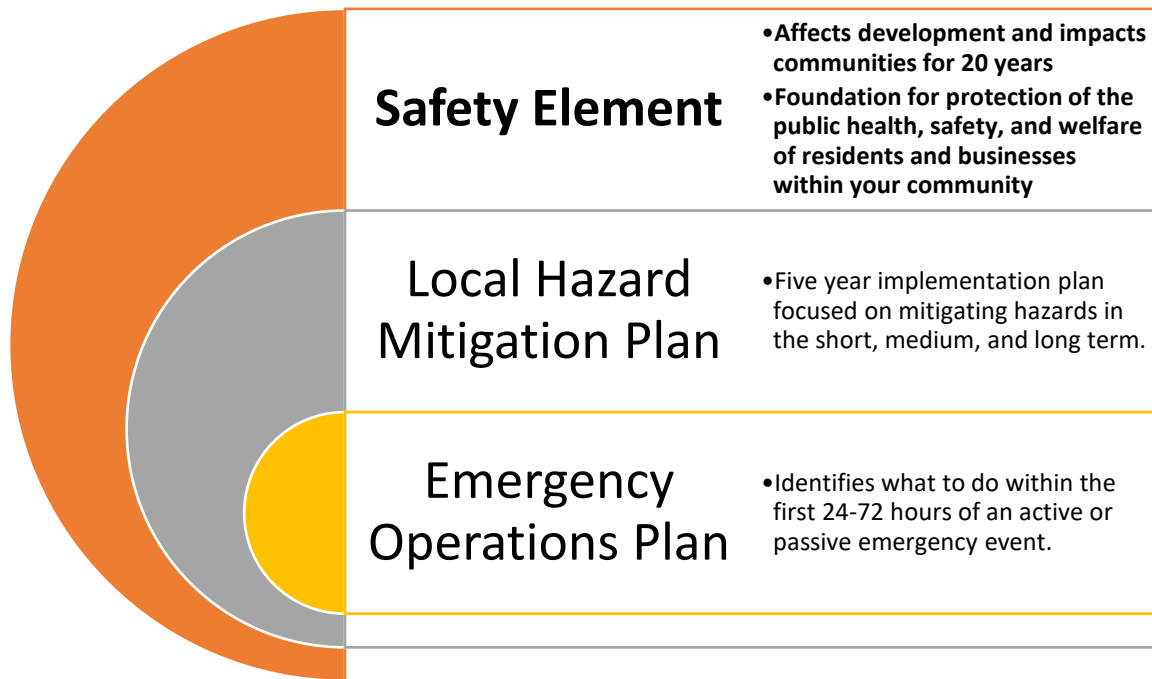 Safety Element
•Affects development and impacts
communities for 20 years
•Foundation for protection of the
public health, safety, and welfare
of residents and businesses
within your community
Local Hazard
Mitigation Plan
•Five year implementation plan
focused on mitigating hazards in
the short, medium, and long term.
Emergency
Operations Plan
•Identifies what to do within the
first 24-72 hours of an active or
passive emergency event.